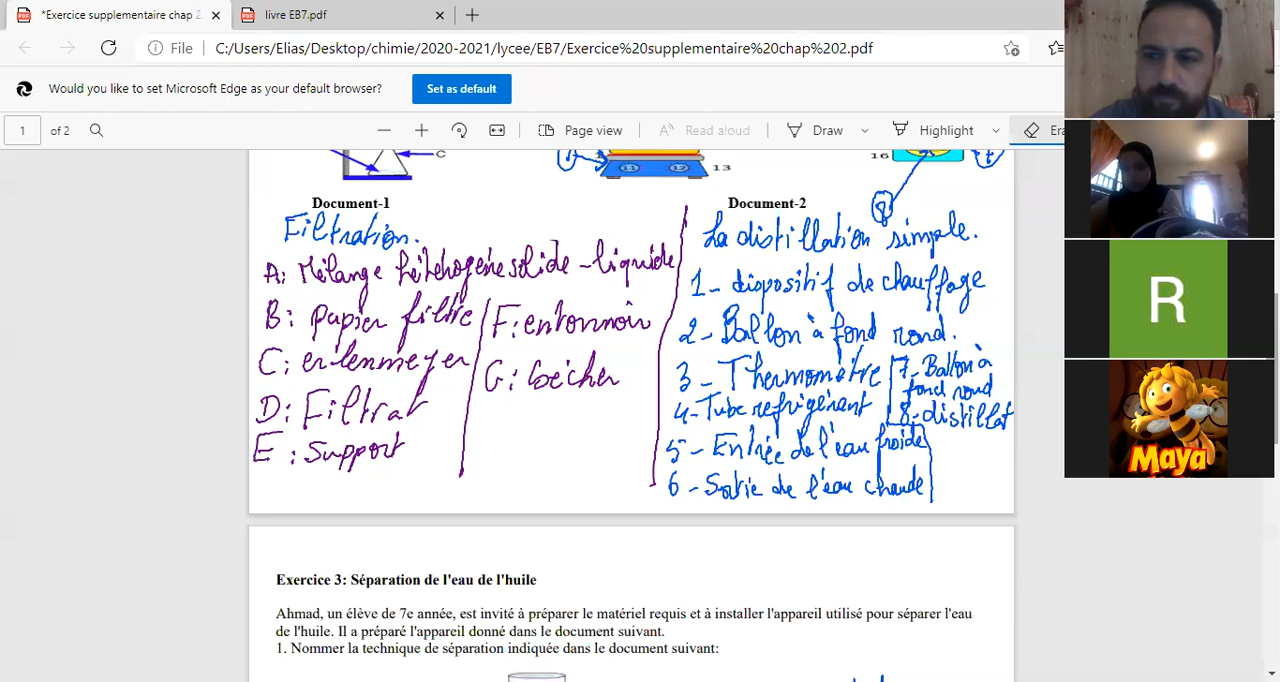 *Exercice supplementaire chap 2
livre EB7.pdf
File
C:/Users/Elias/Desktop/chimie/2020-2021/lycee/EB7/Exercice%20supplementaire%20chap%202.pdf
Would you like to set Microsoft Edge as your default browser?
Set as default
1 of 2
Page view
Read aloud
Draw
Highlight
Era
C
11
12
13
16
8
Document-1
Document-2
Filtration.
A: Mélange hétérogène solide-liquide
B: papier filtre
C: erlenmeyer
D: Filtrat
E: Support
F: entonnoir
G: bécher
La distillation simple.
1- dispositif de chauffage
2- Ballon à fond rond.
3- Thermomètre
4- Tube refrigérant
5- Entrée de l'eau froide
6- Sortie de l'eau chaude
7- Ballon à
fond rond
8- distillat
Exercice 3: Séparation de l'eau de l'huile
Ahmad, un élève de 7e année, est invité à préparer le matériel requis et à installer l'appareil utilisé pour séparer l'eau
de l'huile. Il a préparé l'appareil donné dans le document suivant.
1. Nommer la technique de séparation indiquée dans le document suivant:
R
Maya